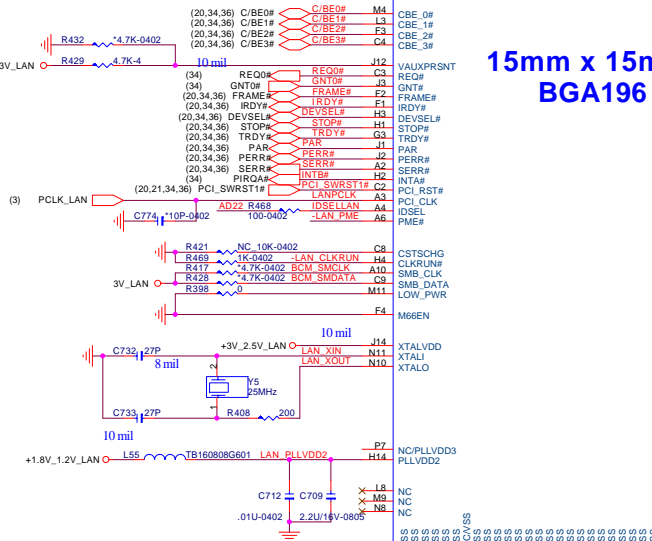 (20,34,36) C/BE0# C/BE0# M4 CBE_0#
(20,34,36) C/BE1# C/BE1# L3 CBE_1#
(20,34,36) C/BE2# C/BE2# F3 CBE_2#
(20,34,36) C/BE3# C/BE3# C4 CBE_3#
R432 *4.7K-0402
3V_LAN R429 4.7K-4 10 mil J12 VAUXPRSNT
(34) REQ0# REQ0# C3 REQ#
(34) GNT0# GNT0# J3 GNT#
(20,34,36) FRAME# FRAME# F2 FRAME#
(20,34,36) IRDY# IRDY# F1 IRDY#
(20,34,36) DEVSEL# DEVSEL# H3 DEVSEL#
(20,34,36) STOP# STOP# H1 STOP#
(20,34,36) TRDY# TRDY# G3 TRDY#
(20,34,36) PAR PAR J1 PAR
(20,34,36) PERR# PERR# J2 PERR#
(20,34,36) SERR# SERR# A2 SERR#
(34) PIRQA# INTB# H2 INTA#
(20,21,34,36) PCI_SWRST1# PCI_SWRST1# C2 PCI_RST#
(3) PCLK_LAN LANPCLK A3 PCI_CLK
AD22 R468 100-0402 IDSELLAN A4 IDSEL
C774 *10P-0402 -LAN_PME A6 PME#
15mm x 15m
BGA196
R421 NC_10K-0402 C8 CSTSCHG
R469 1K-0402 -LAN_CLKRUN H4 CLKRUN#
R417 *4.7K-0402 BCM_SMCLK A10 SMB_CLK
3V_LAN R428 *4.7K-0402 BCM_SMDATA C9 SMB_DATA
R398 0 M11 LOW_PWR
F4 M66EN
10 mil
+3V_2.5V_LAN J14 XTALVDD
C732 27P LAN_XIN N11 XTALI
8 mil LAN_XOUT N10 XTALO
2
Y5
25MHz
1
C733 27P R408 200
10 mil
P7 NC/PLLVDD3
+1.8V_1.2V_LAN L55 TB160808G601 LAN_PLLVDD2 H14 PLLVDD2
L8 NC
C712 C709 M9 NC
N8 NC
.01U-0402 2.2U/16V-0805